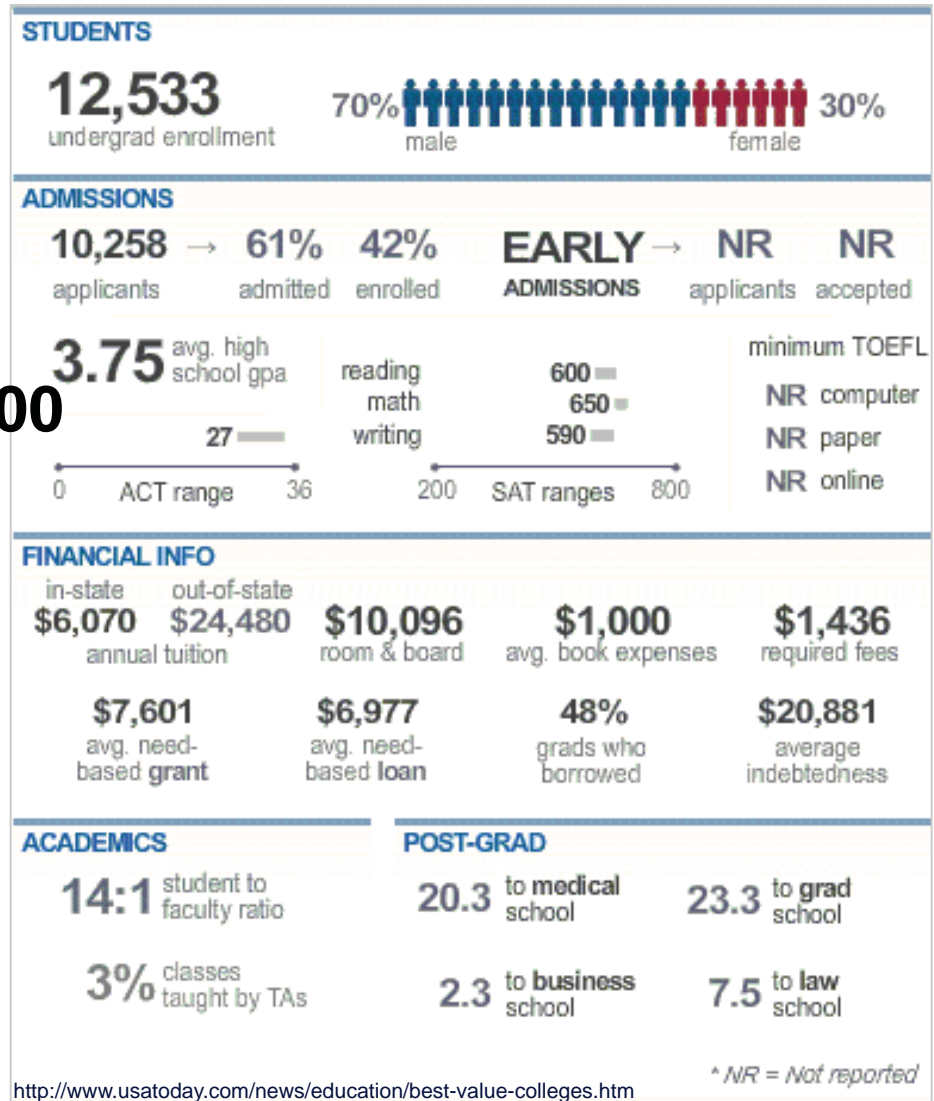 STUDENTS
12,533
undergrad enrollment
70% 30%
male female
ADMISSIONS
10,258 → 61% 42% EARLY → NR NR
applicants admitted enrolled ADMISSIONS applicants accepted
3.75 avg. high school gpa
minimum TOEFL
reading 600
math 650
writing 590
NR computer
NR paper
NR online
00
27
0 ACT range 36
200 SAT ranges 800
FINANCIAL INFO
in-state out-of-state
$6,070 $24,480 $10,096 $1,000 $1,436
annual tuition room & board avg. book expenses required fees
$7,601 $6,977 48% $20,881
avg. need- avg. need- grads who average
based grant based loan borrowed indebtedness
ACADEMICS
14:1 student to
faculty ratio
3% classes
taught by TAs
POST-GRAD
20.3 to medical
school
23.3 to grad
school
2.3 to business
school
7.5 to law
school
^ NR = Not reported
http://www.usatoday.com/news/education/best-value-colleges.htm